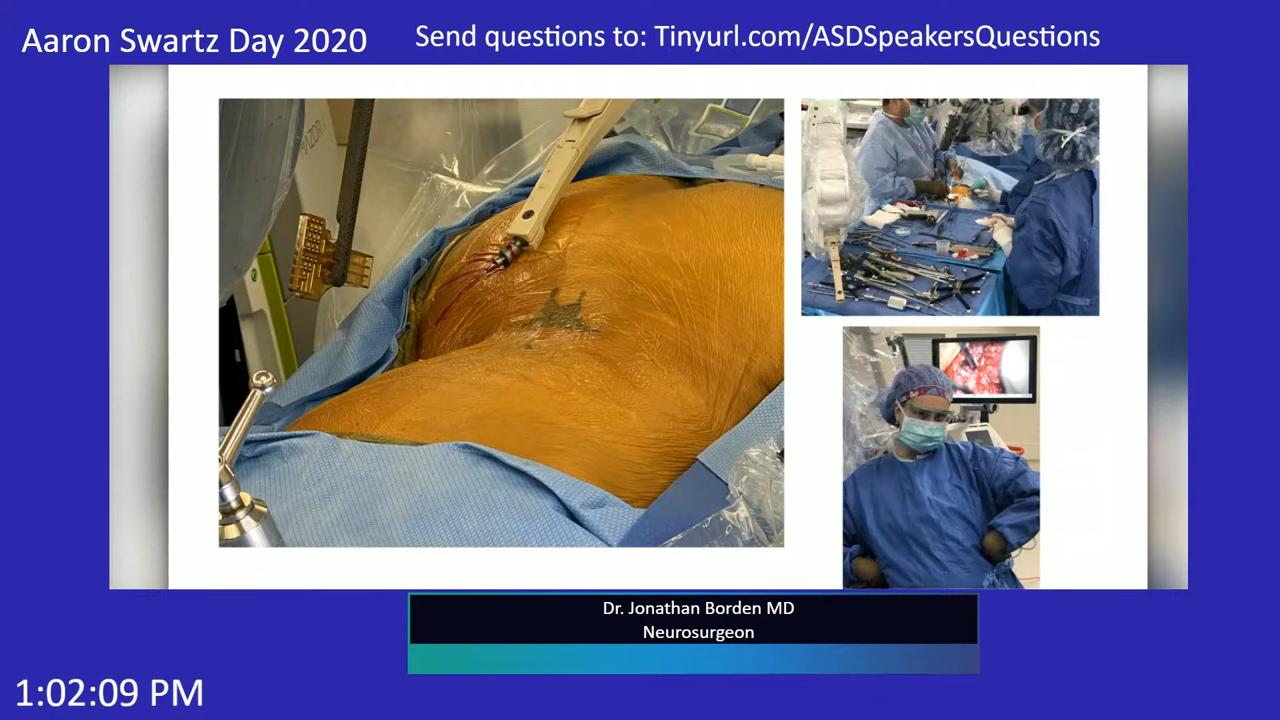 Aaron Swartz Day 2020
Send questions to: Tinyurl.com/ASDSpeakersQuestions
Dr. Jonathan Borden MD
Neurosurgeon
1:02:09 PM